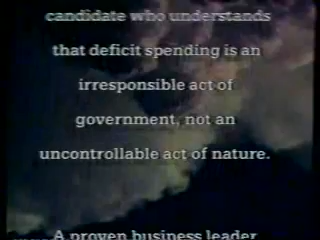 candidate who understands
that deficit spending is an
irresponsible act of
government, not an
uncontrollable act of nature.
A proven business leader